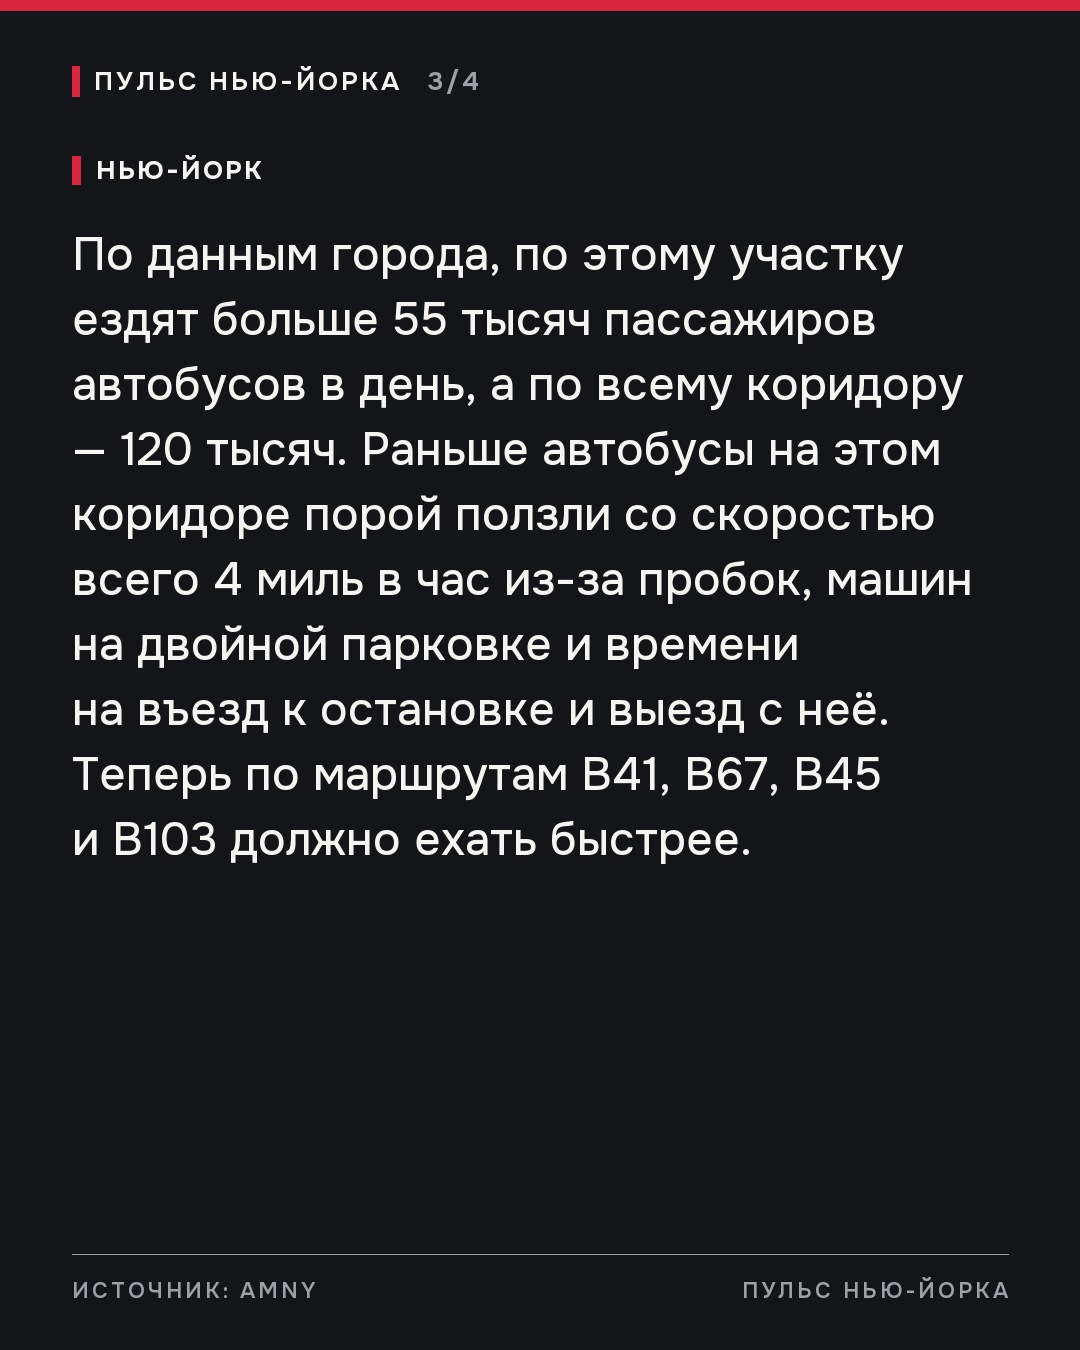 ПУЛЬС НЬЮ-ЙОРКА 3/4
НЬЮ-ЙОРК
По данным города, по этому участку
ездят больше 55 тысяч пассажиров
автобусов в день, а по всему коридору
— 120 тысяч. Раньше автобусы на этом
коридоре порой ползли со скоростью
всего 4 миль в час из-за пробок, машин
на двойной парковке и времени
на въезд к остановке и выезд с неё.
Теперь по маршрутам B41, B67, B45
и B103 должно ехать быстрее.
ИСТОЧНИК: AMNY
ПУЛЬС НЬЮ-ЙОРКА